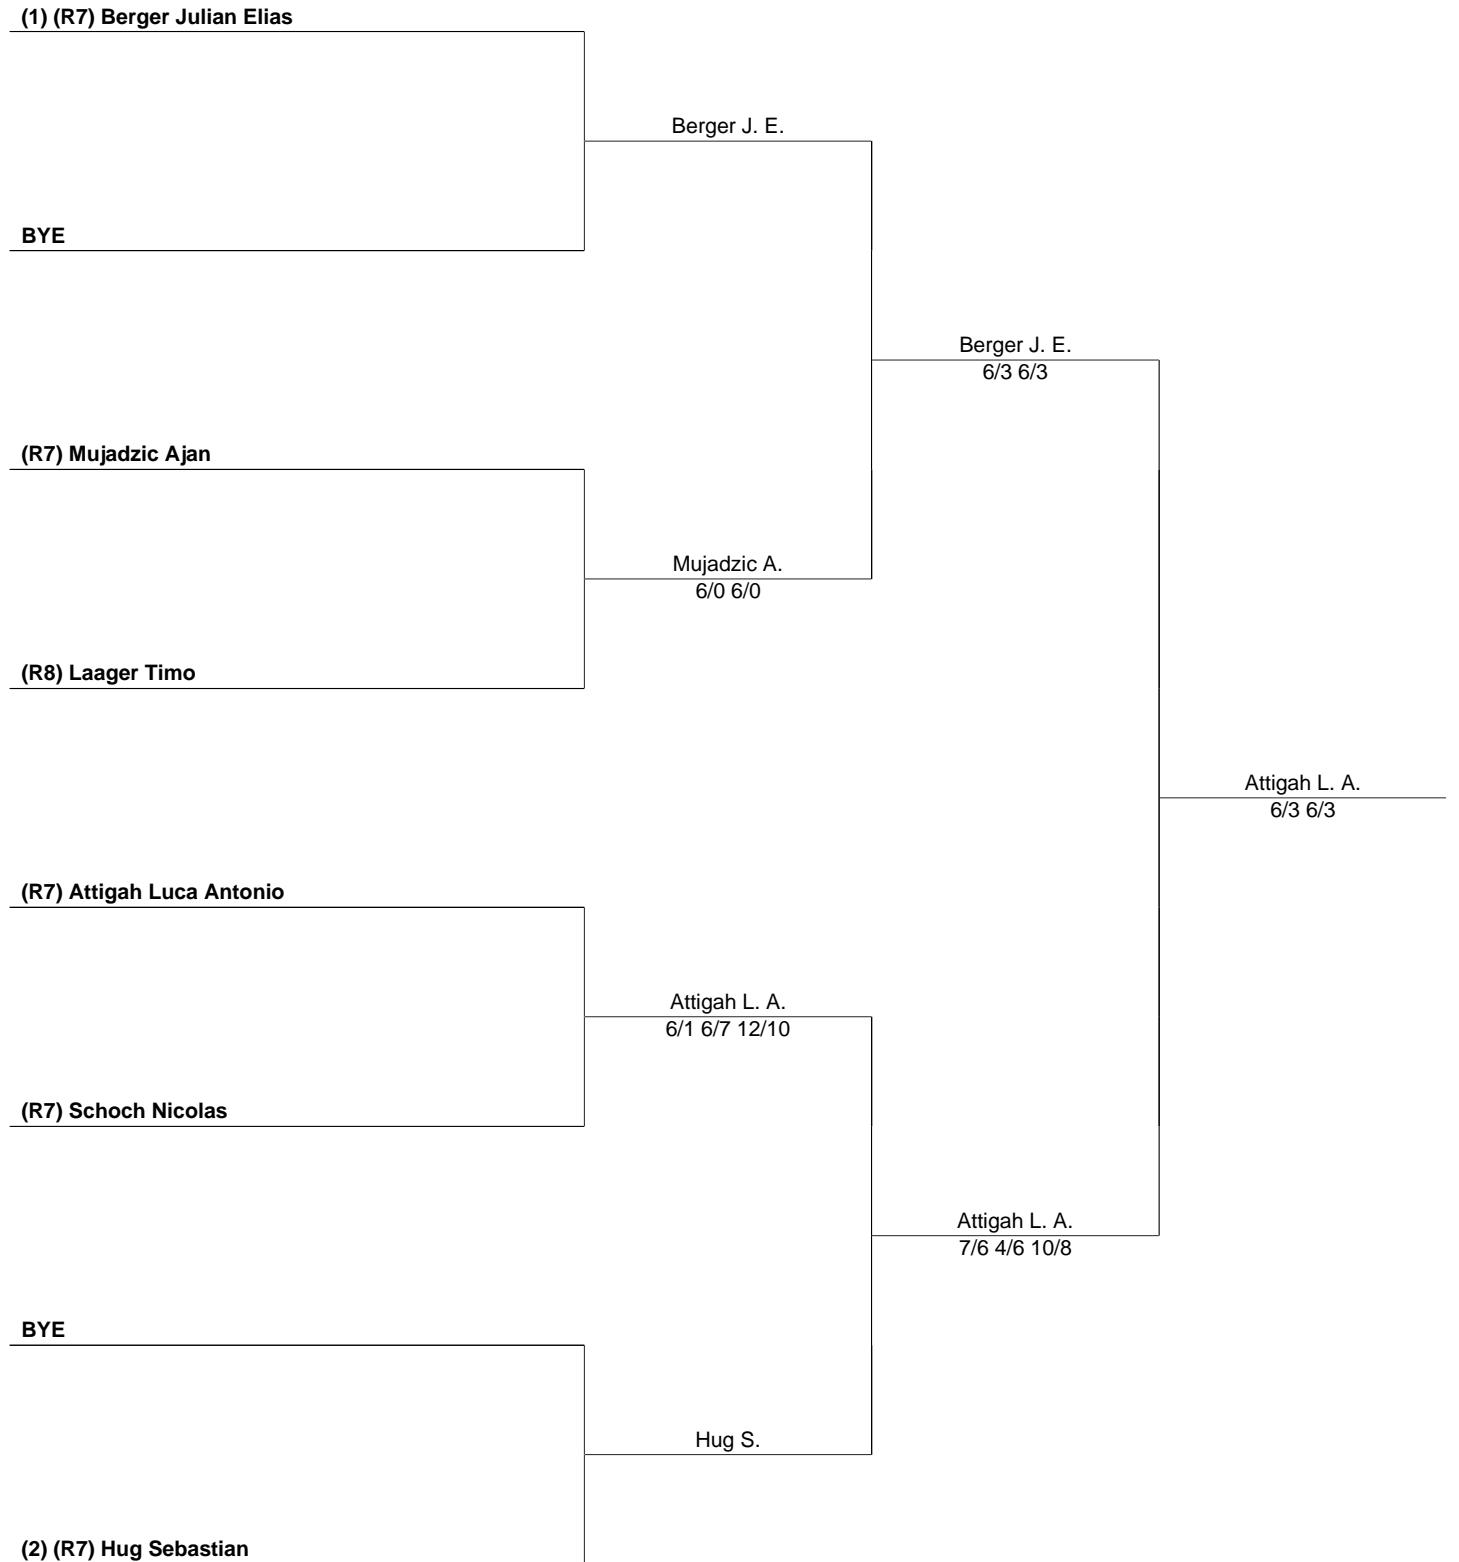 (1) (R7) Berger Julian Elias
Berger J. E.
BYE
Berger J. E.
6/3 6/3
(R7) Mujadzic Ajan
Mujadzic A.
6/0 6/0
(R8) Laager Timo
Attigah L. A.
6/3 6/3
(R7) Attigah Luca Antonio
Attigah L. A.
6/1 6/7 12/10
(R7) Schoch Nicolas
Attigah L. A.
7/6 4/6 10/8
BYE
Hug S.
(2) (R7) Hug Sebastian